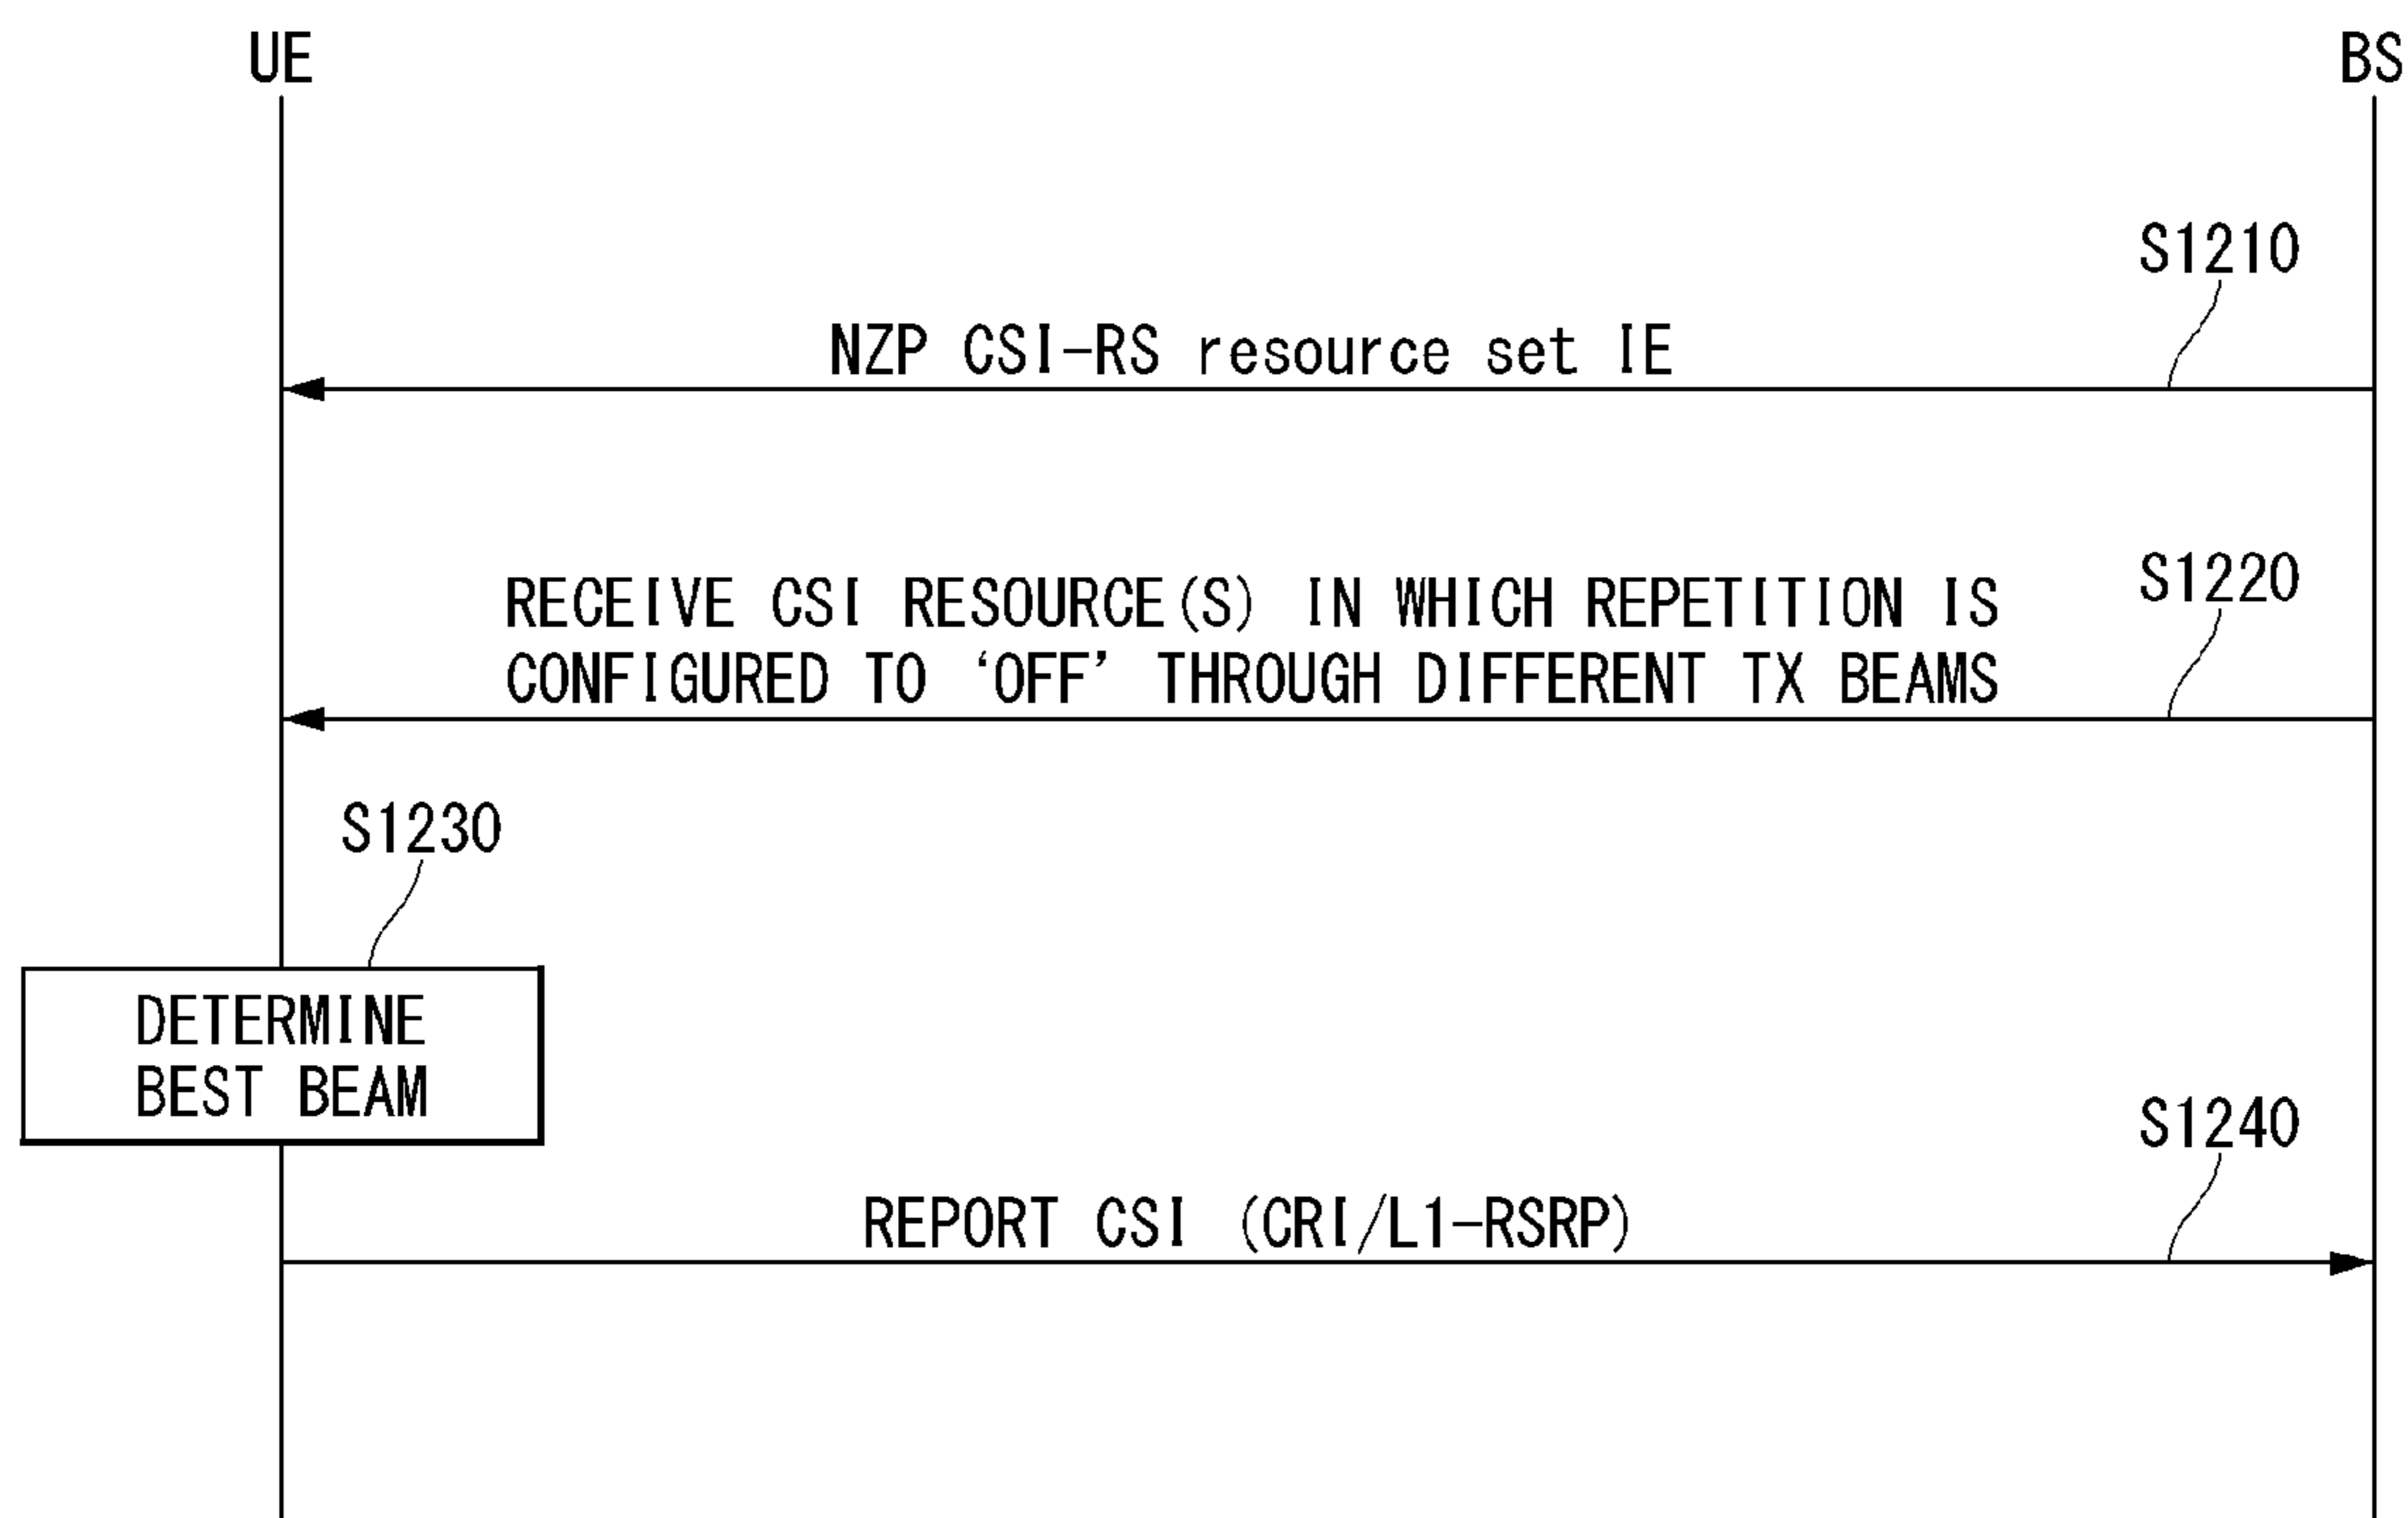 UE
BS
S1210
NZP CSI-RS resource set IE
S1220
RECEIVE CSI RESOURCE(S) IN WHICH REPETITION IS
CONFIGURED TO ‘OFF’ THROUGH DIFFERENT TX BEAMS
S1230
DETERMINE
BEST BEAM
S1240
REPORT CSI (CRI/L1-RSRP)